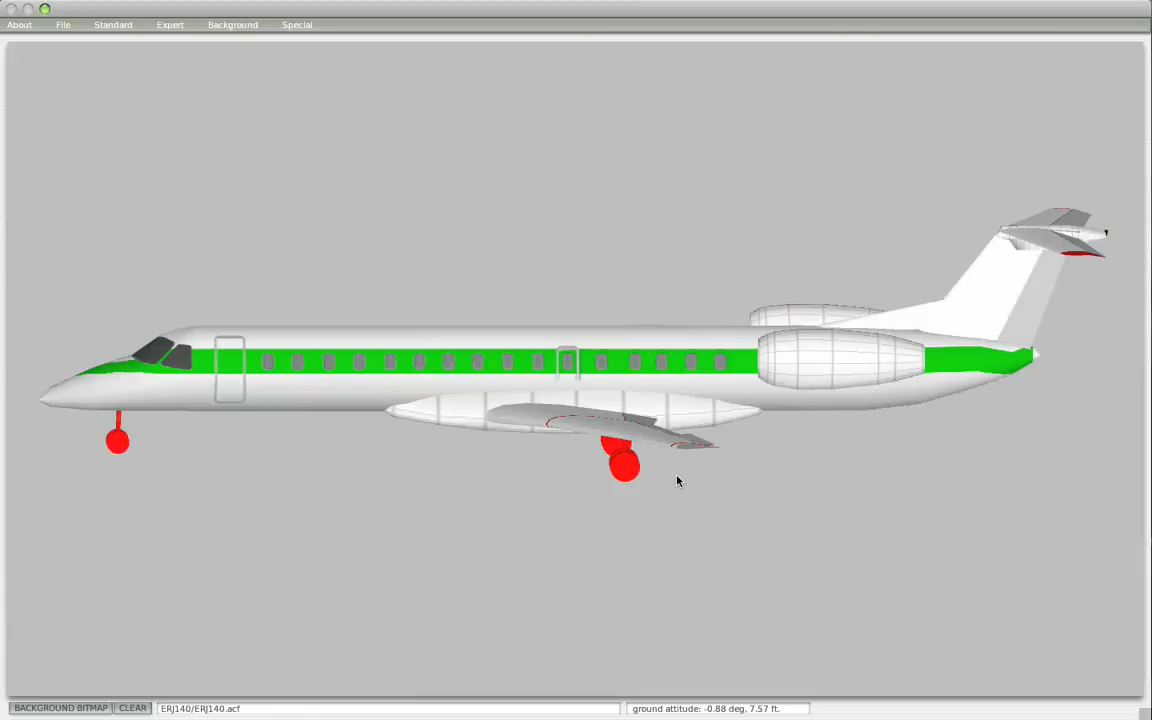 About File Standard Expert Background Special
BACKGROUND BITMAP CLEAR ERJ140/ERJ140.acf ground attitude: -0.88 deg, 7.57 ft.